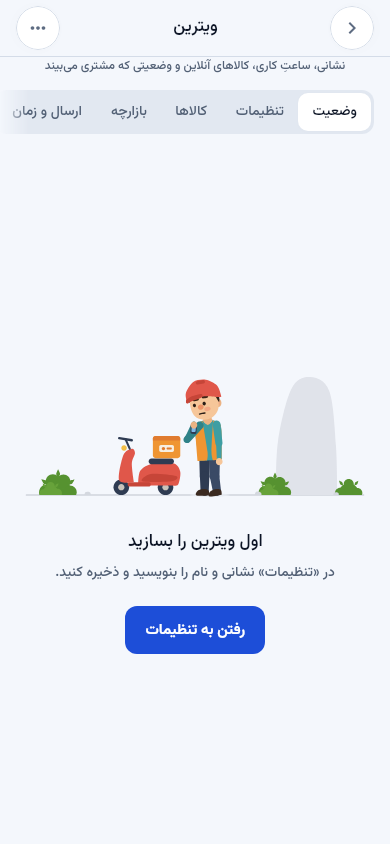 ویترین
نشانی، ساعتِ کاری، کالاهای آنلاین و وضعیتی که مشتری می‌بیند
وضعیت تنظیمات کالاها بازارچه ارسال و زمان
اول ویترین را بسازید
در «تنظیمات» نشانی و نام را بنویسید و ذخیره کنید.
رفتن به تنظیمات